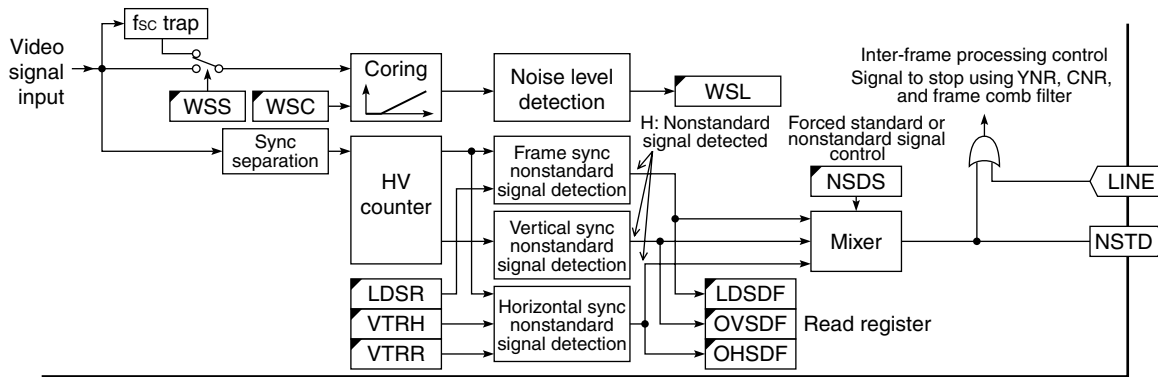 fsc trap
Video
signal
input
WSS
WSC
Coring
Noise level
detection
WSL
Inter-frame processing control
Signal to stop using YNR, CNR,
and frame comb filter
Sync
separation
HV
counter
Frame sync
nonstandard
signal detection
H: Nonstandard
signal detected
Forced standard or
nonstandard signal
control
NSDS
LINE
Vertical sync
nonstandard
signal detection
Mixer
NSTD
LDSR
VTRH
VTRR
Horizontal sync
nonstandard
signal detection
LDSDF
OVSDF
OHSDF
Read register